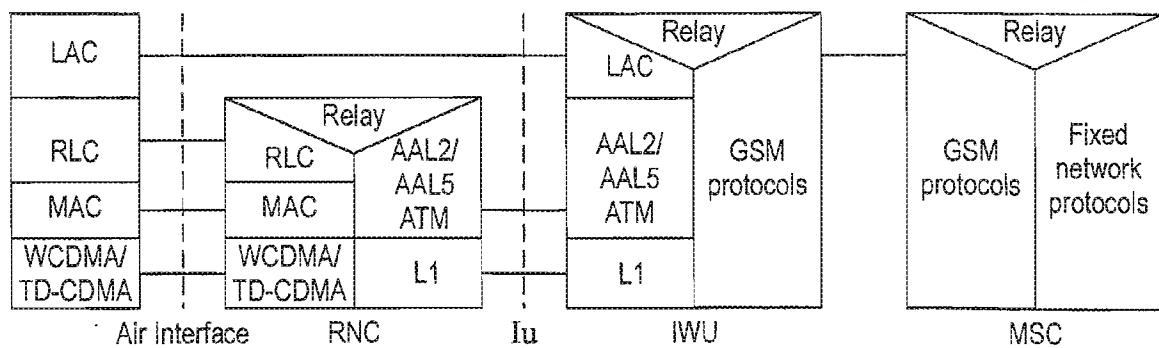 LAC
RLC
MAC
WCDMA/
TD-CDMA
Air Interface
Relay
RLC
MAC
WCDMA/
TD-CDMA
AAL2/
AAL5
ATM
L1
RNC
Iu
Relay
LAC
AAL2/
AAL5
ATM
L1
GSM
protocols
IWU
Relay
GSM
protocols
Fixed
network
protocols
MSC